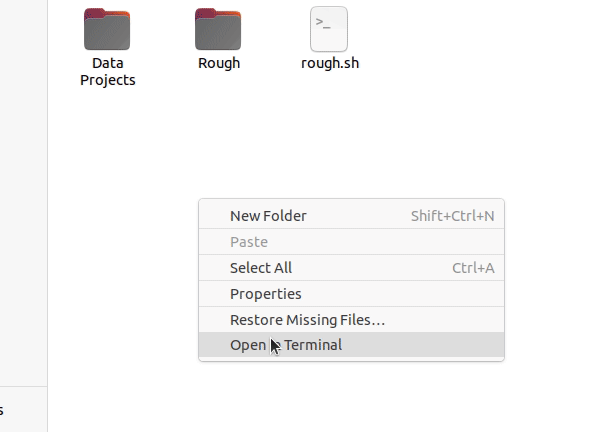 Data
Projects
Rough
>_
rough.sh
New Folder Shift+Ctrl+N
Paste
Select All Ctrl+A
Properties
Restore Missing Files…
Open Terminal
s